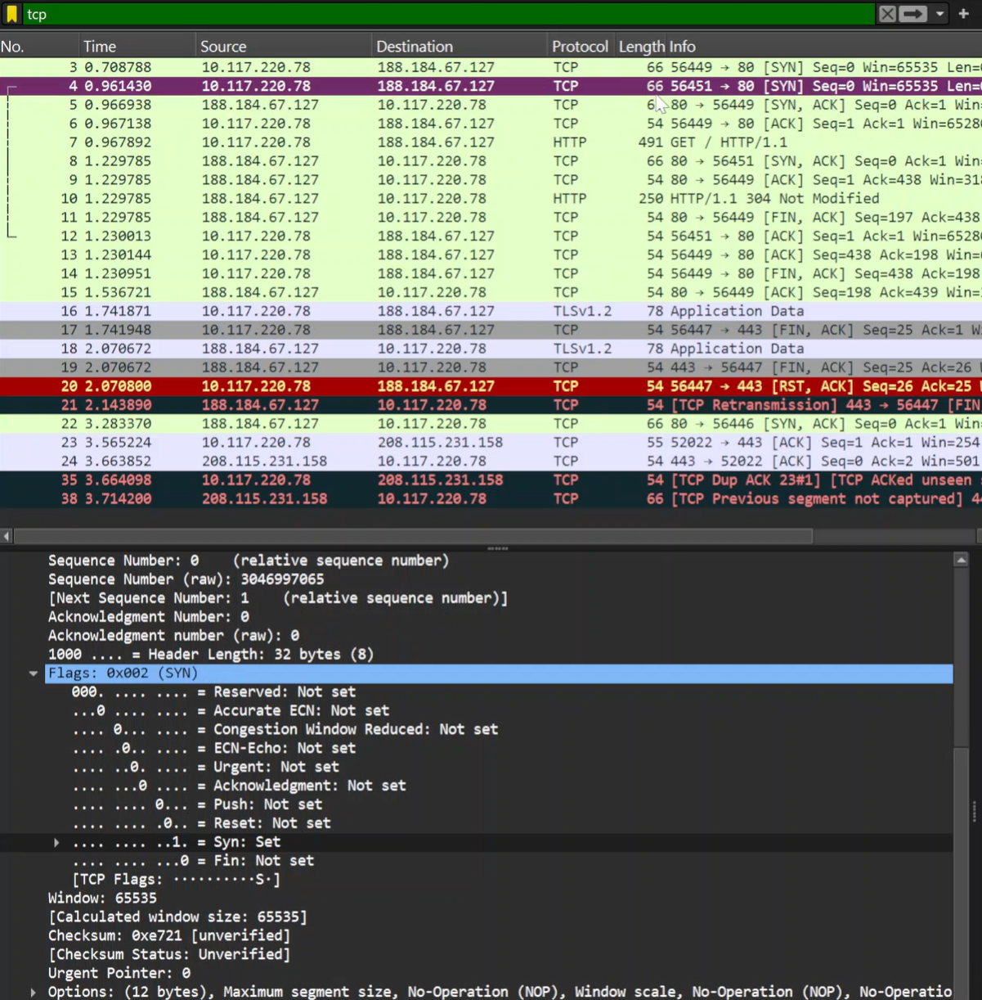 tcp
No. Time Source Destination Protocol Length Info
3 0.708788 10.117.220.78 188.184.67.127 TCP 66 56449 → 80 [SYN] Seq=0 Win=65535 Len=
4 0.961430 10.117.220.78 188.184.67.127 TCP 66 56451 → 80 [SYN] Seq=0 Win=65535 Len=
5 0.966938 188.184.67.127 10.117.220.78 TCP 80 → 56449 [SYN, ACK] Seq=0 Ack=1 Win=
6 0.967138 10.117.220.78 188.184.67.127 TCP 54 56449 → 80 [ACK] Seq=1 Ack=1 Win=6528
7 0.967892 10.117.220.78 188.184.67.127 HTTP 491 GET / HTTP/1.1
8 1.229785 188.184.67.127 10.117.220.78 TCP 66 80 → 56451 [SYN, ACK] Seq=0 Ack=1 Win=
9 1.229785 188.184.67.127 10.117.220.78 TCP 54 80 → 56449 [ACK] Seq=1 Ack=438 Win=318
10 1.229785 188.184.67.127 10.117.220.78 HTTP 250 HTTP/1.1 304 Not Modified
11 1.229785 188.184.67.127 10.117.220.78 TCP 54 80 → 56449 [FIN, ACK] Seq=197 Ack=438
12 1.230013 10.117.220.78 188.184.67.127 TCP 54 56451 → 80 [ACK] Seq=1 Ack=1 Win=6528
13 1.230144 10.117.220.78 188.184.67.127 TCP 54 56449 → 80 [ACK] Seq=438 Ack=198 Win=
14 1.230951 10.117.220.78 188.184.67.127 TCP 54 56449 → 80 [FIN, ACK] Seq=438 Ack=198
15 1.536721 188.184.67.127 10.117.220.78 TCP 54 80 → 56449 [ACK] Seq=198 Ack=439 Win=
16 1.741871 10.117.220.78 188.184.67.127 TLSv1.2 78 Application Data
17 1.741948 10.117.220.78 188.184.67.127 TCP 54 56447 → 443 [FIN, ACK] Seq=25 Ack=1 W
18 2.070672 188.184.67.127 10.117.220.78 TLSv1.2 78 Application Data
19 2.070672 188.184.67.127 10.117.220.78 TCP 54 443 → 56447 [FIN, ACK] Seq=25 Ack=26
20 2.070800 10.117.220.78 188.184.67.127 TCP 54 56447 → 443 [RST, ACK] Seq=26 Ack=25
21 2.143890 188.184.67.127 10.117.220.78 TCP 54 [TCP Retransmission] 443 → 56447 [FIN
22 3.283370 188.184.67.127 10.117.220.78 TCP 66 80 → 56446 [SYN, ACK] Seq=0 Ack=1 Win=
23 3.565224 10.117.220.78 208.115.231.158 TCP 55 52022 → 443 [ACK] Seq=1 Ack=1 Win=254
24 3.663852 208.115.231.158 10.117.220.78 TCP 54 443 → 52022 [ACK] Seq=0 Ack=2 Win=501
35 3.664098 10.117.220.78 208.115.231.158 TCP 54 [TCP Dup ACK 23#1] [TCP ACKed unseen
38 3.714200 208.115.231.158 10.117.220.78 TCP 66 [TCP Previous segment not captured] 4
Sequence Number: 0 (relative sequence number)
Sequence Number (raw): 3046997065
[Next Sequence Number: 1 (relative sequence number)]
Acknowledgment Number: 0
Acknowledgment number (raw): 0
1000 .... = Header Length: 32 bytes (8)
Flags: 0x002 (SYN)
000. .... .... = Reserved: Not set
...0 .... .... = Accurate ECN: Not set
.... 0... .... = Congestion Window Reduced: Not set
.... .0.. .... = ECN-Echo: Not set
.... ..0. .... = Urgent: Not set
.... ...0 .... = Acknowledgment: Not set
.... .... 0... = Push: Not set
.... .... .0.. = Reset: Not set
.... .... ..1. = Syn: Set
.... .... ...0 = Fin: Not set
[TCP Flags: ··········S·]
Window: 65535
[Calculated window size: 65535]
Checksum: 0xe721 [unverified]
[Checksum Status: Unverified]
Urgent Pointer: 0
Options: (12 bytes), Maximum segment size, No-Operation (NOP), Window scale, No-Operation (NOP), No-Operatio